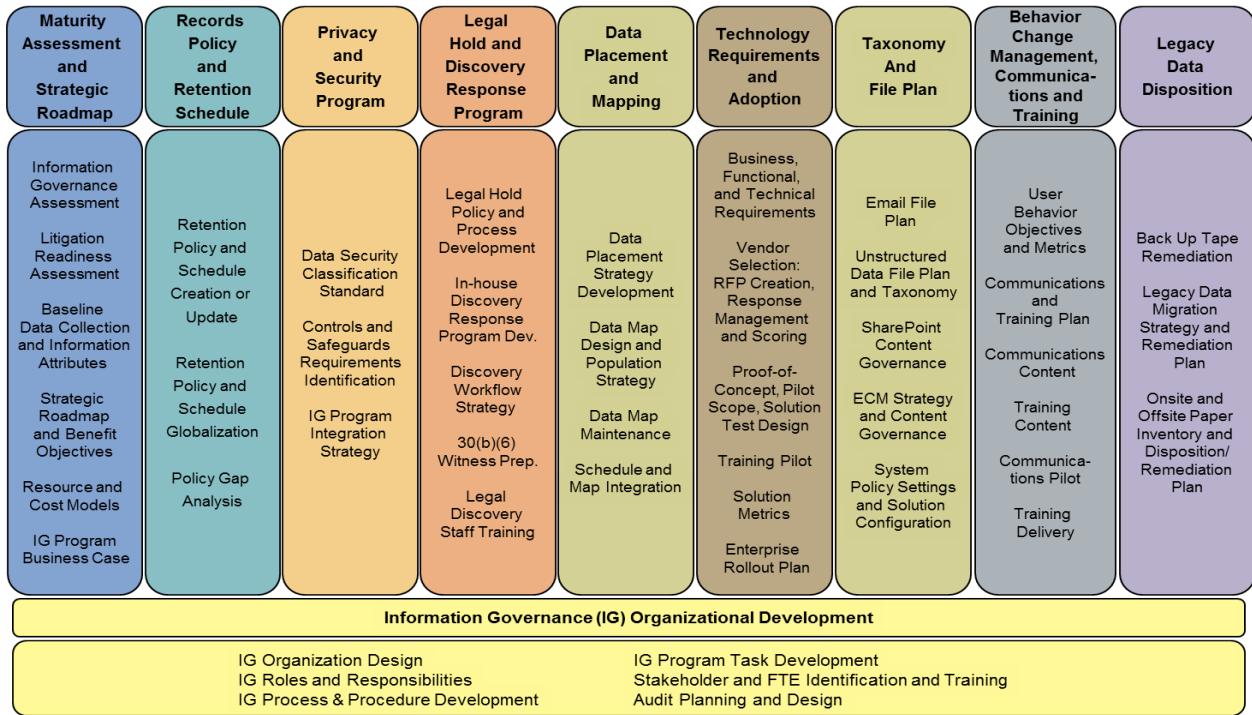 Maturity
Assessment
and
Strategic
Roadmap
Records
Policy
and
Retention
Schedule
Privacy
and
Security
Program
Legal
Hold and
Discovery
Response
Program
Data
Placement
and
Mapping
Technology
Requirements
and
Adoption
Taxonomy
And
File Plan
Behavior
Change
Management,
Communica-
tions and
Training
Legacy
Data
Disposition
Information
Governance
Assessment
Litigation
Readiness
Assessment
Baseline
Data Collection
and Information
Attributes
Strategic
Roadmap
and Benefit
Objectives
Resource and
Cost Models
IG Program
Business Case
Retention
Policy and
Schedule
Creation or
Update
Retention
Policy and
Schedule
Globalization
Policy Gap
Analysis
Data Security
Classification
Standard
Controls and
Safeguards
Requirements
Identification
IG Program
Integration
Strategy
Legal Hold
Policy and
Process
Development
In-house
Discovery
Response
Program Dev.
Discovery
Workflow
Strategy
30(b)(6)
Witness Prep.
Legal
Discovery
Staff Training
Data
Placement
Strategy
Development
Data Map
Design and
Population
Strategy
Data Map
Maintenance
Schedule and
Map Integration
Business,
Functional,
and Technical
Requirements
Vendor
Selection:
RFP Creation,
Response
Management
and Scoring
Proof-of-
Concept, Pilot
Scope, Solution
Test Design
Training Pilot
Solution
Metrics
Enterprise
Rollout Plan
Email File
Plan
Unstructured
Data File Plan
and Taxonomy
SharePoint
Content
Governance
ECM Strategy
and Content
Governance
System
Policy Settings
and Solution
Configuration
User
Behavior
Objectives
and Metrics
Communications
and
Training Plan
Communications
Content
Training
Content
Communica-
tions Pilot
Training
Delivery
Back Up Tape
Remediation
Legacy Data
Migration
Strategy and
Remediation
Plan
Onsite and
Offsite Paper
Inventory and
Disposition/
Remediation
Plan
Information Governance (IG) Organizational Development
IG Organization Design
IG Roles and Responsibilities
IG Process & Procedure Development
IG Program Task Development
Stakeholder and FTE Identification and Training
Audit Planning and Design